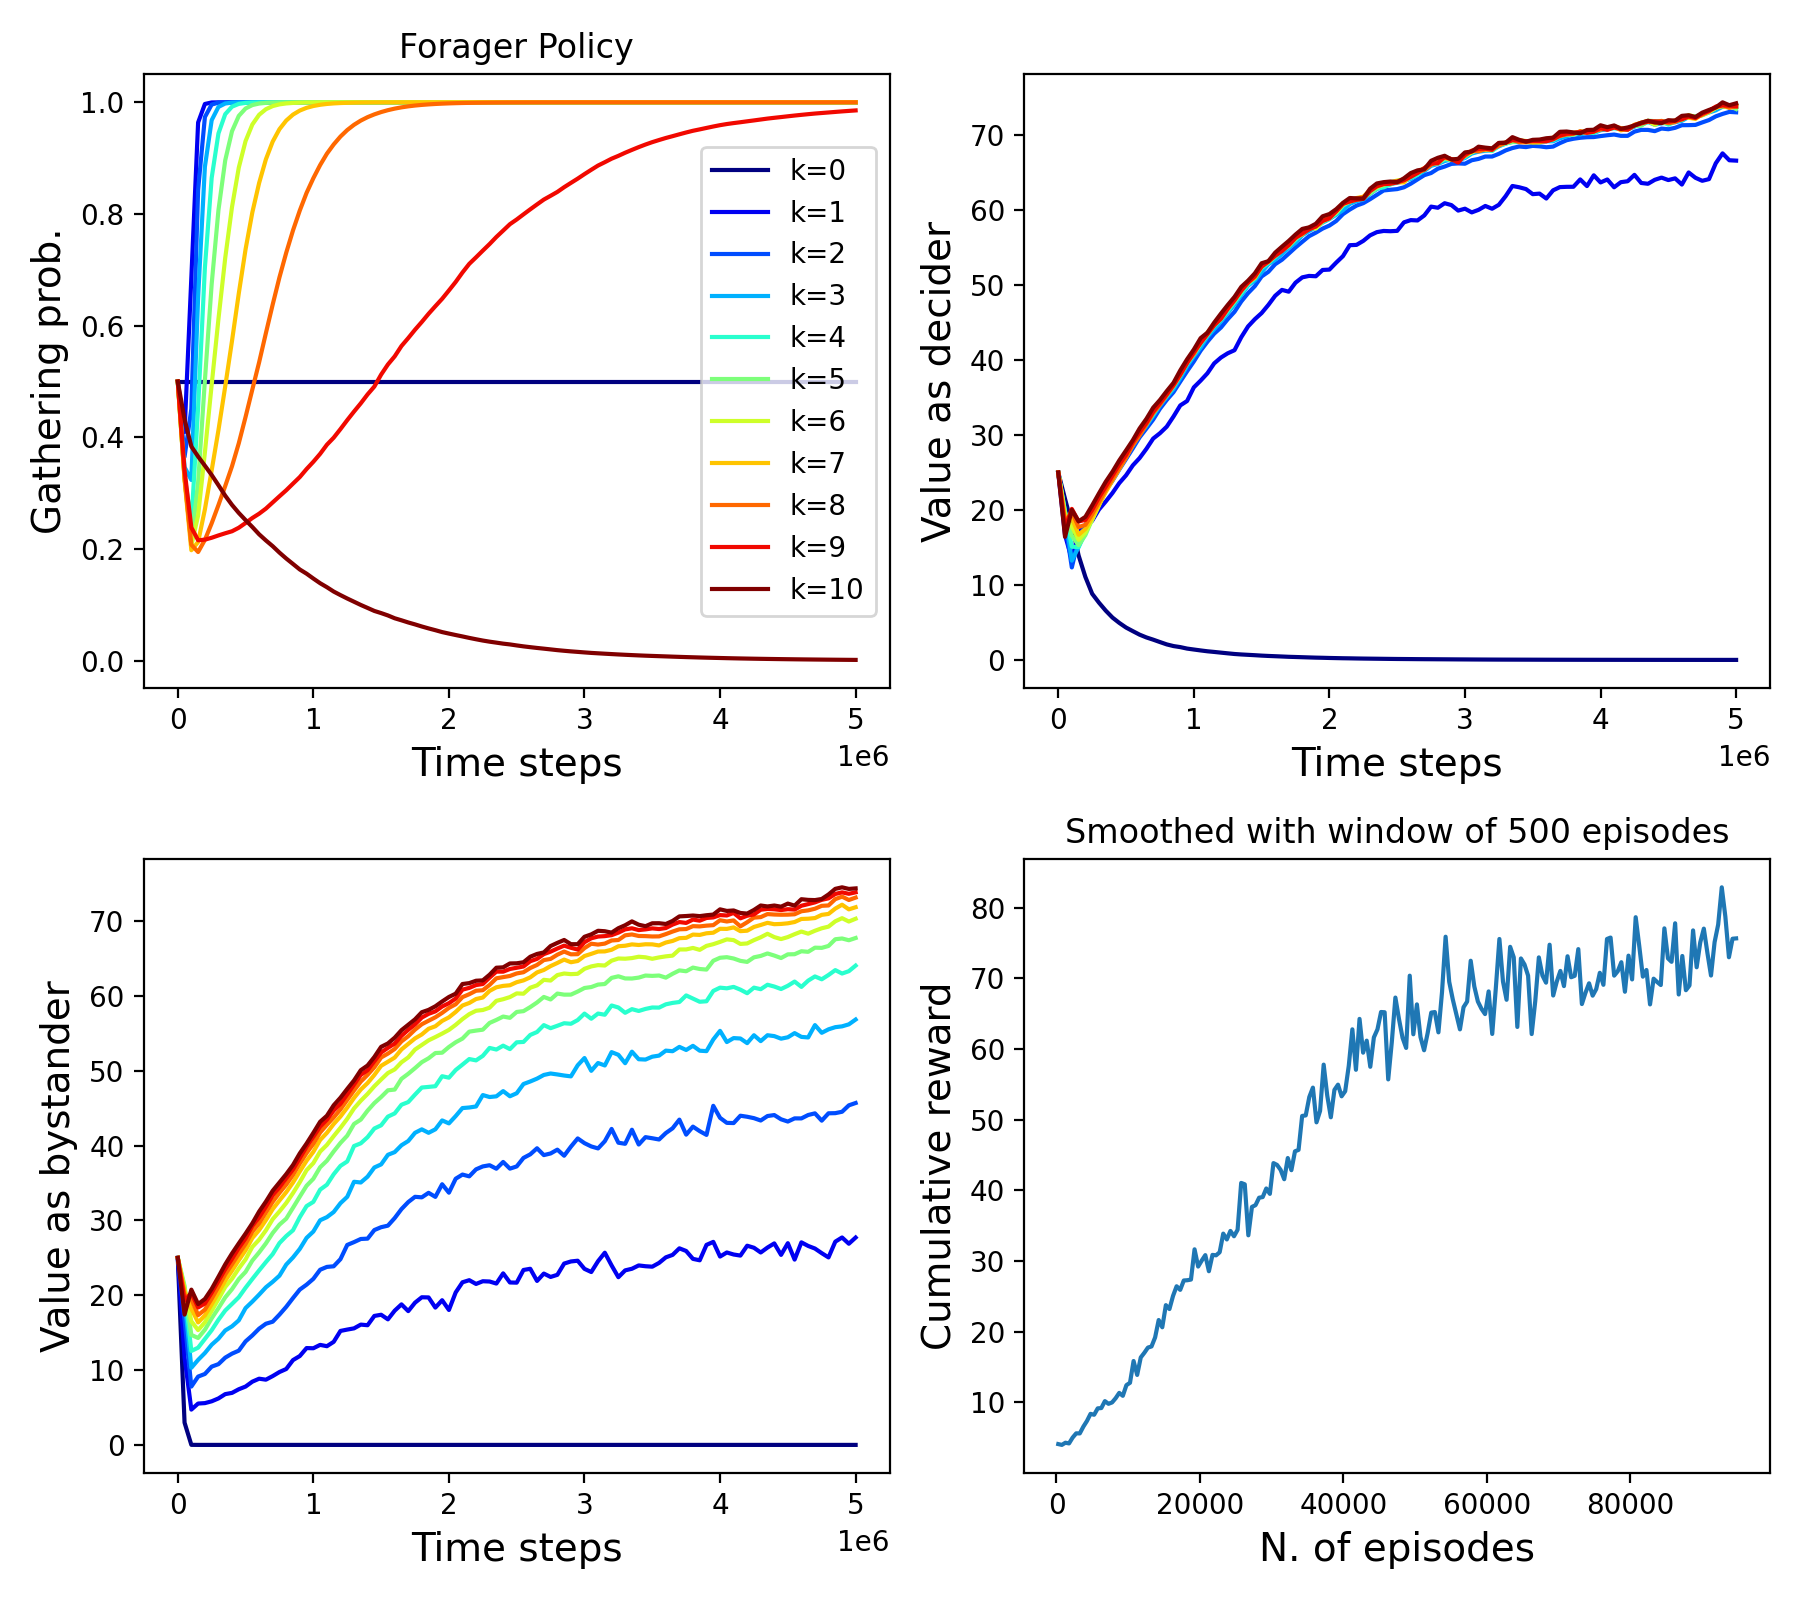 Forager Policy
Gathering prob.
1.0
0.8
0.6
0.4
0.2
0.0
k=0
k=1
k=2
k=3
k=4
k=5
k=6
k=7
k=8
k=9
k=10
0 1 2 3 4 5
1e6
Time steps
Value as decider
70
60
50
40
30
20
10
0
0 1 2 3 4 5
1e6
Time steps
Value as bystander
70
60
50
40
30
20
10
0
0 1 2 3 4 5
1e6
Time steps
Smoothed with window of 500 episodes
Cumulative reward
80
70
60
50
40
30
20
10
0 20000 40000 60000 80000
N. of episodes